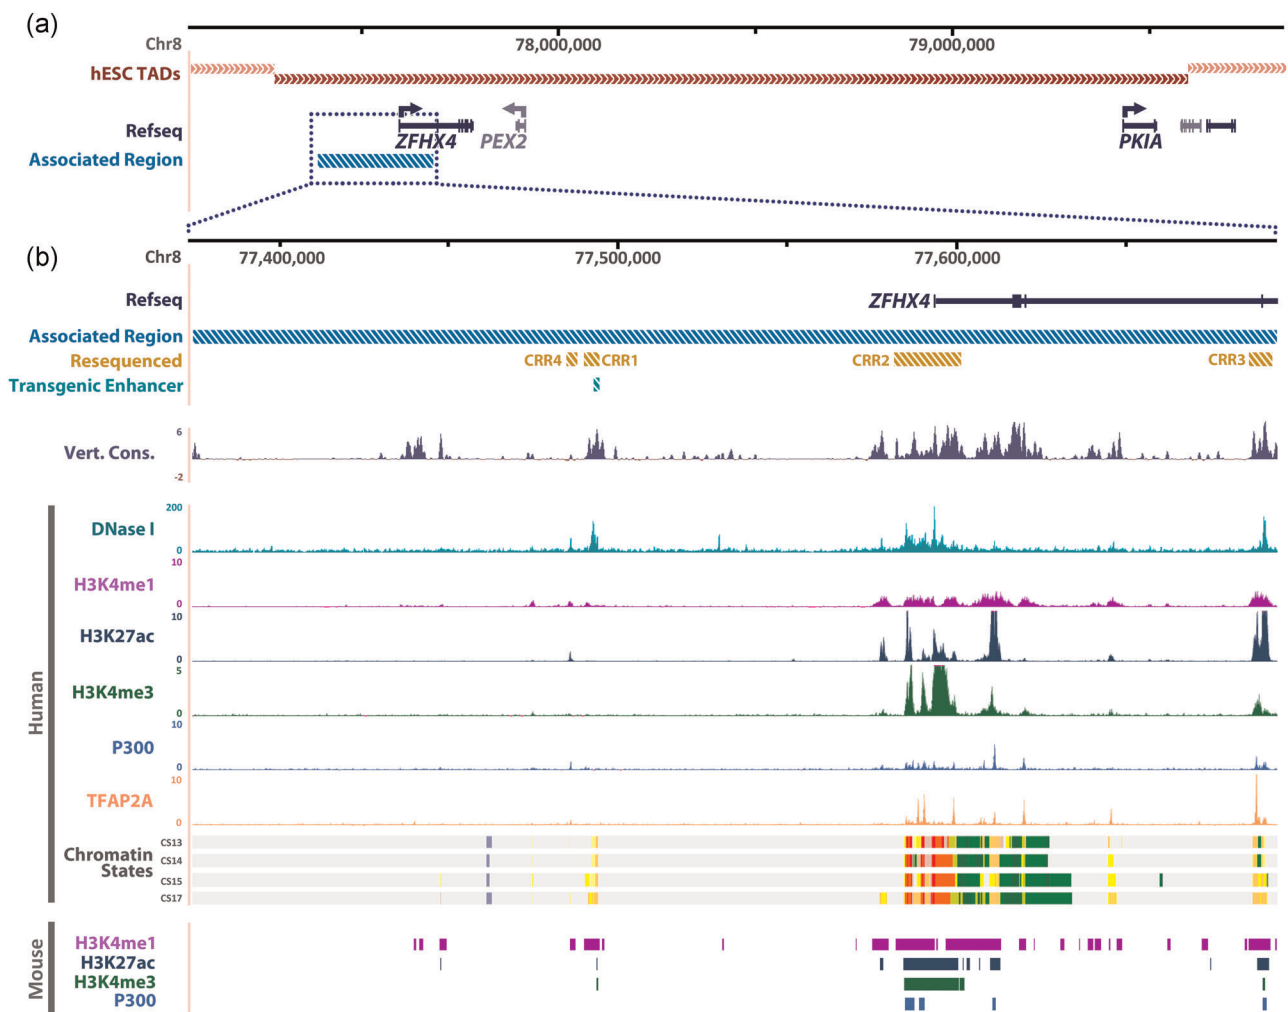 (a)
Chr8 78,000,000 79,000,000
hESC TADs
Refseq ZFHX4 PEX2 PKIA
Associated Region
(b)
Chr8 77,400,000 77,500,000 77,600,000
Refseq ZFHX4
Associated Region
Resequenced CRR4 CRR1 CRR2 CRR3
Transgenic Enhancer
Vert. Cons. 6 -2
Human
DNase I 200 0
H3K4me1 10 0
H3K27ac 10 0
H3K4me3 5 0
P300 10 0
TFAP2A 10 0
Chromatin States
CS13
CS14
CS15
CS17
Mouse
H3K4me1
H3K27ac
H3K4me3
P300